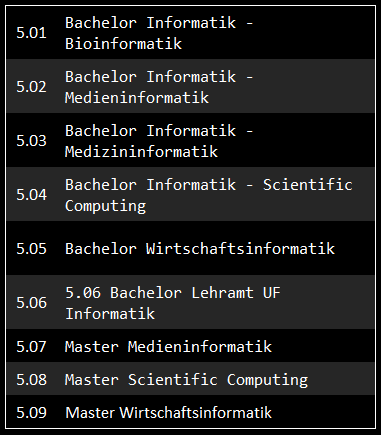 5.01 Bachelor Informatik -
Bioinformatik
5.02 Bachelor Informatik -
Medieninformatik
5.03 Bachelor Informatik -
Medizininformatik
5.04 Bachelor Informatik - Scientific
Computing
5.05 Bachelor Wirtschaftsinformatik
5.06 5.06 Bachelor Lehramt UF
Informatik
5.07 Master Medieninformatik
5.08 Master Scientific Computing
5.09 Master Wirtschaftsinformatik